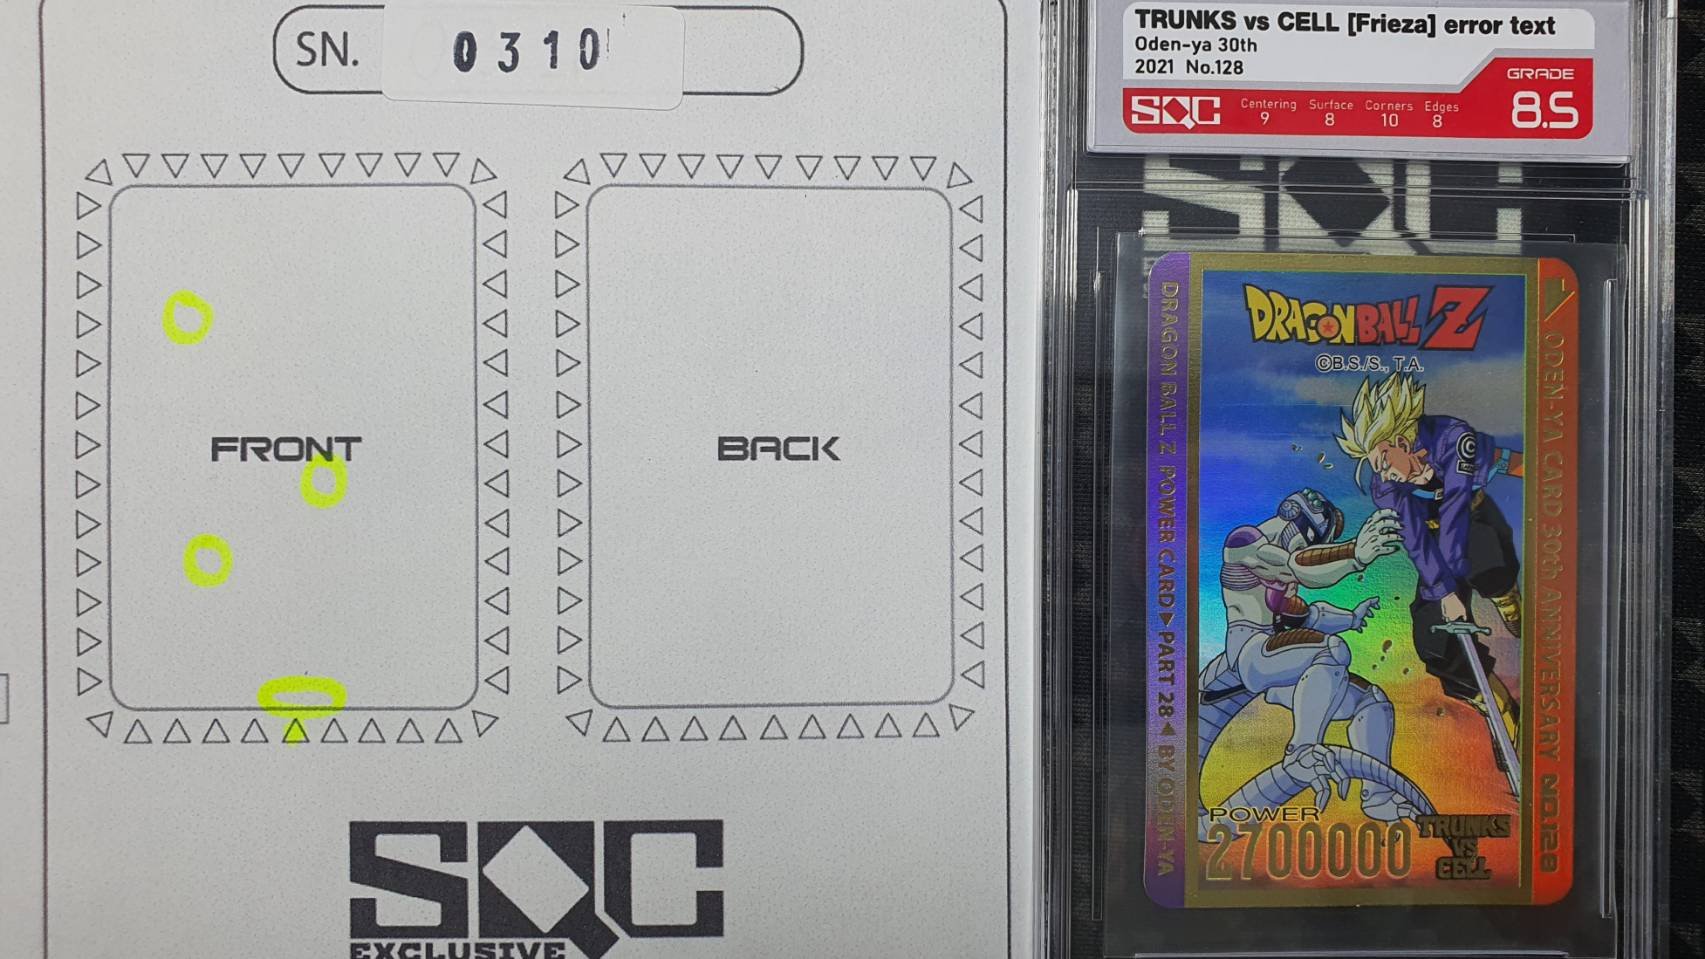 SN. 0310
FRONT
BACK
SQC
EXCLUSIVE
TRUNKS vs CELL [Frieza] error text
Oden-ya 30th
2021 No.128
GRADE
8.5
SQC
Centering Surface Corners Edges
9 8 10 8
SQC
DRAGON BALL Z
©B.S./S., T.A.
DRAGON BALL Z POWER CARD▶PART 28◀BY ODEN-YA
ODEN-YA CARD 30th ANNIVERSARY NO.128
POWER
2700000
TRUNKS
VS
CELL